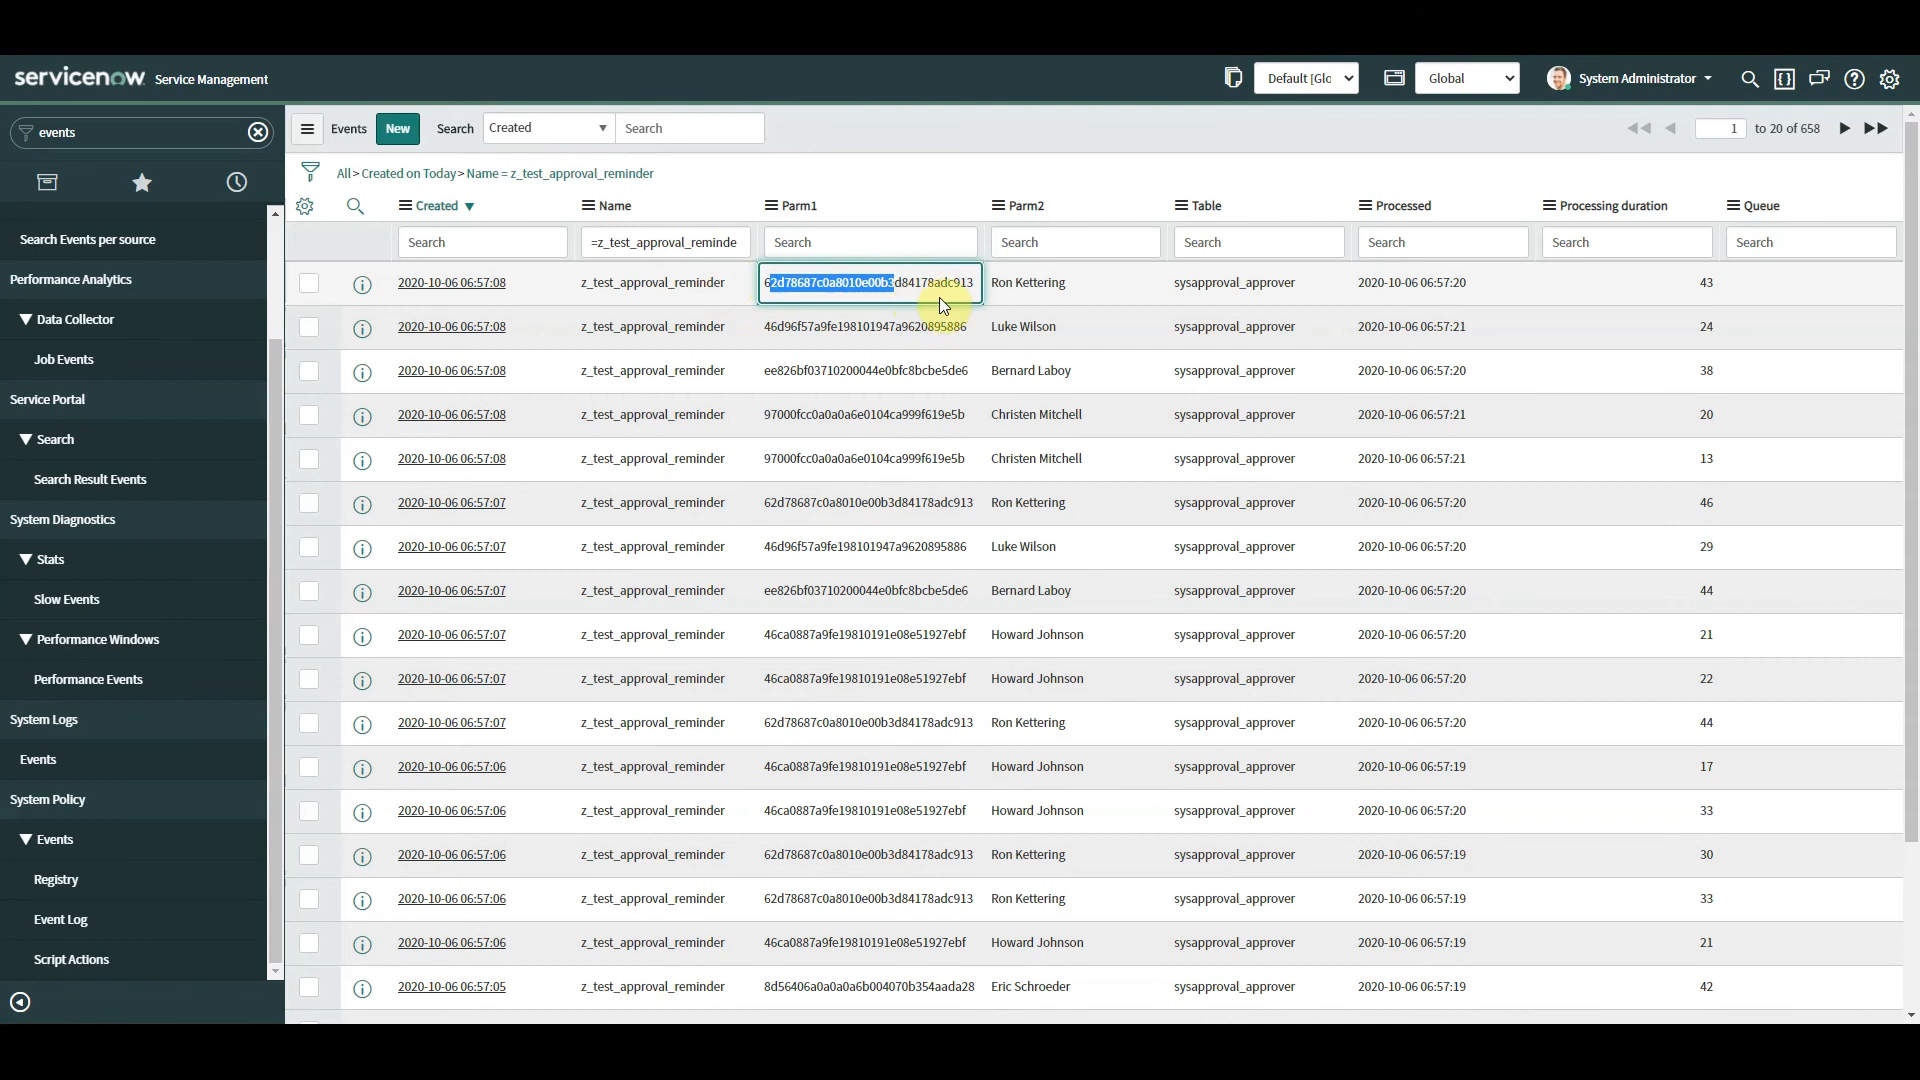 servicenow Service Management
Default [Glc
Global
System Administrator
events
Events New Search Created Search
1 to 20 of 658
All > Created on Today > Name = z_test_approval_reminder
Created Name Parm1 Parm2 Table Processed Processing duration Queue
Search =z_test_approval_reminde Search Search Search Search Search Search
2020-10-06 06:57:08 z_test_approval_reminder 62d78687c0a8010e00b3d84178adc913 Ron Kettering sysapproval_approver 2020-10-06 06:57:20 43
2020-10-06 06:57:08 z_test_approval_reminder 46d96f57a9fe198101947a9620895886 Luke Wilson sysapproval_approver 2020-10-06 06:57:21 24
2020-10-06 06:57:08 z_test_approval_reminder ee826bf03710200044e0bfc8bcbe5de6 Bernard Laboy sysapproval_approver 2020-10-06 06:57:20 38
2020-10-06 06:57:08 z_test_approval_reminder 97000fcc0a0a0a6e0104ca999f619e5b Christen Mitchell sysapproval_approver 2020-10-06 06:57:21 20
2020-10-06 06:57:08 z_test_approval_reminder 97000fcc0a0a0a6e0104ca999f619e5b Christen Mitchell sysapproval_approver 2020-10-06 06:57:21 13
2020-10-06 06:57:07 z_test_approval_reminder 62d78687c0a8010e00b3d84178adc913 Ron Kettering sysapproval_approver 2020-10-06 06:57:20 46
2020-10-06 06:57:07 z_test_approval_reminder 46d96f57a9fe198101947a9620895886 Luke Wilson sysapproval_approver 2020-10-06 06:57:20 29
2020-10-06 06:57:07 z_test_approval_reminder ee826bf03710200044e0bfc8bcbe5de6 Bernard Laboy sysapproval_approver 2020-10-06 06:57:20 44
2020-10-06 06:57:07 z_test_approval_reminder 46ca0887a9fe19810191e08e51927ebf Howard Johnson sysapproval_approver 2020-10-06 06:57:20 21
2020-10-06 06:57:07 z_test_approval_reminder 46ca0887a9fe19810191e08e51927ebf Howard Johnson sysapproval_approver 2020-10-06 06:57:20 22
2020-10-06 06:57:07 z_test_approval_reminder 62d78687c0a8010e00b3d84178adc913 Ron Kettering sysapproval_approver 2020-10-06 06:57:20 44
2020-10-06 06:57:06 z_test_approval_reminder 46ca0887a9fe19810191e08e51927ebf Howard Johnson sysapproval_approver 2020-10-06 06:57:19 17
2020-10-06 06:57:06 z_test_approval_reminder 46ca0887a9fe19810191e08e51927ebf Howard Johnson sysapproval_approver 2020-10-06 06:57:20 33
2020-10-06 06:57:06 z_test_approval_reminder 62d78687c0a8010e00b3d84178adc913 Ron Kettering sysapproval_approver 2020-10-06 06:57:19 30
2020-10-06 06:57:06 z_test_approval_reminder 62d78687c0a8010e00b3d84178adc913 Ron Kettering sysapproval_approver 2020-10-06 06:57:19 33
2020-10-06 06:57:06 z_test_approval_reminder 46ca0887a9fe19810191e08e51927ebf Howard Johnson sysapproval_approver 2020-10-06 06:57:19 21
2020-10-06 06:57:05 z_test_approval_reminder 8d56406a0a0a0a6b004070b354aada28 Eric Schroeder sysapproval_approver 2020-10-06 06:57:19 42
Search Events per source
Performance Analytics
Data Collector
Job Events
Service Portal
Search
Search Result Events
System Diagnostics
Stats
Slow Events
Performance Windows
Performance Events
System Logs
Events
System Policy
Events
Registry
Event Log
Script Actions